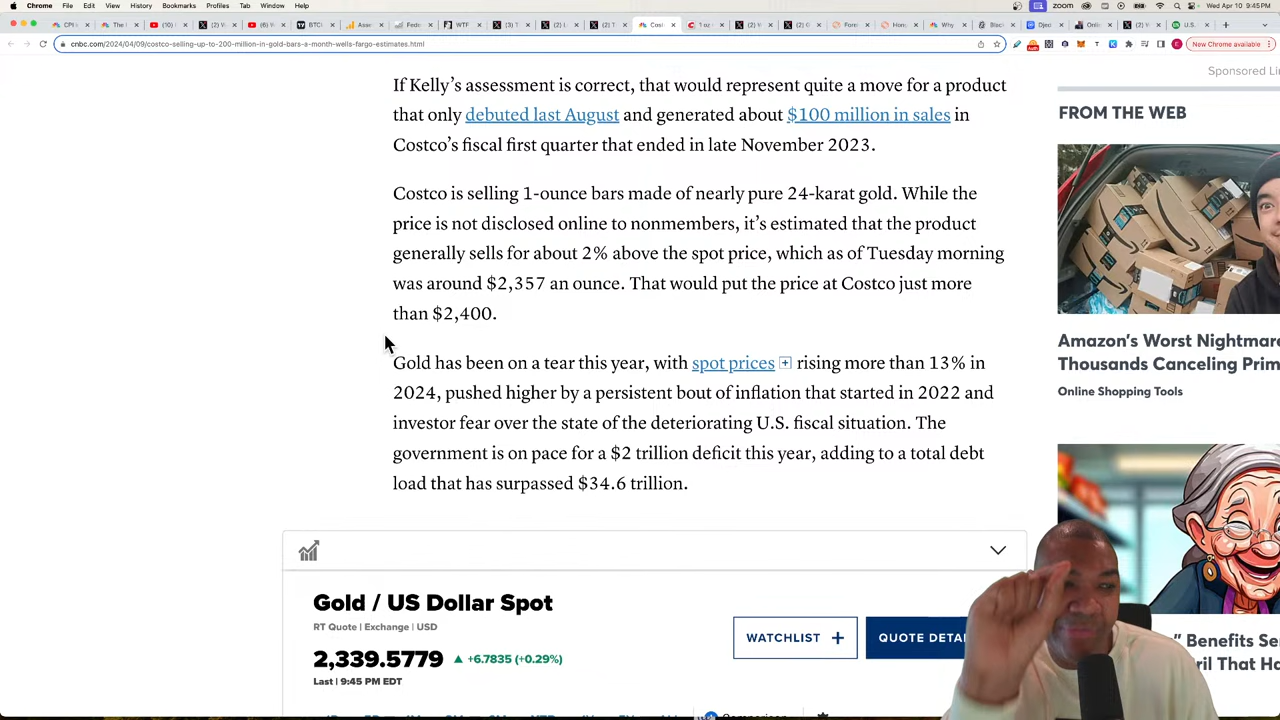 Chrome File Edit View History Bookmarks Profiles Tab Window Help
zoom
Wed Apr 10 9:45PM
cnbc.com/2024/04/09/costco-selling-up-to-200-million-in-gold-bars-a-month-wells-fargo-estimates.html
New Chrome available
Sponsored Li
If Kelly’s assessment is correct, that would represent quite a move for a product
that only debuted last August and generated about $100 million in sales in
Costco’s fiscal first quarter that ended in late November 2023.
Costco is selling 1-ounce bars made of nearly pure 24-karat gold. While the
price is not disclosed online to nonmembers, it’s estimated that the product
generally sells for about 2% above the spot price, which as of Tuesday morning
was around $2,357 an ounce. That would put the price at Costco just more
than $2,400.
Gold has been on a tear this year, with spot prices + rising more than 13% in
2024, pushed higher by a persistent bout of inflation that started in 2022 and
investor fear over the state of the deteriorating U.S. fiscal situation. The
government is on pace for a $2 trillion deficit this year, adding to a total debt
load that has surpassed $34.6 trillion.
Gold / US Dollar Spot
RT Quote | Exchange | USD
2,339.5779 +6.7835 (+0.29%)
Last | 9:45 PM EDT
WATCHLIST +
QUOTE DETA
FROM THE WEB
Amazon’s Worst Nightmare
Thousands Canceling Prim
Online Shopping Tools
” Benefits Se
ril That Ha